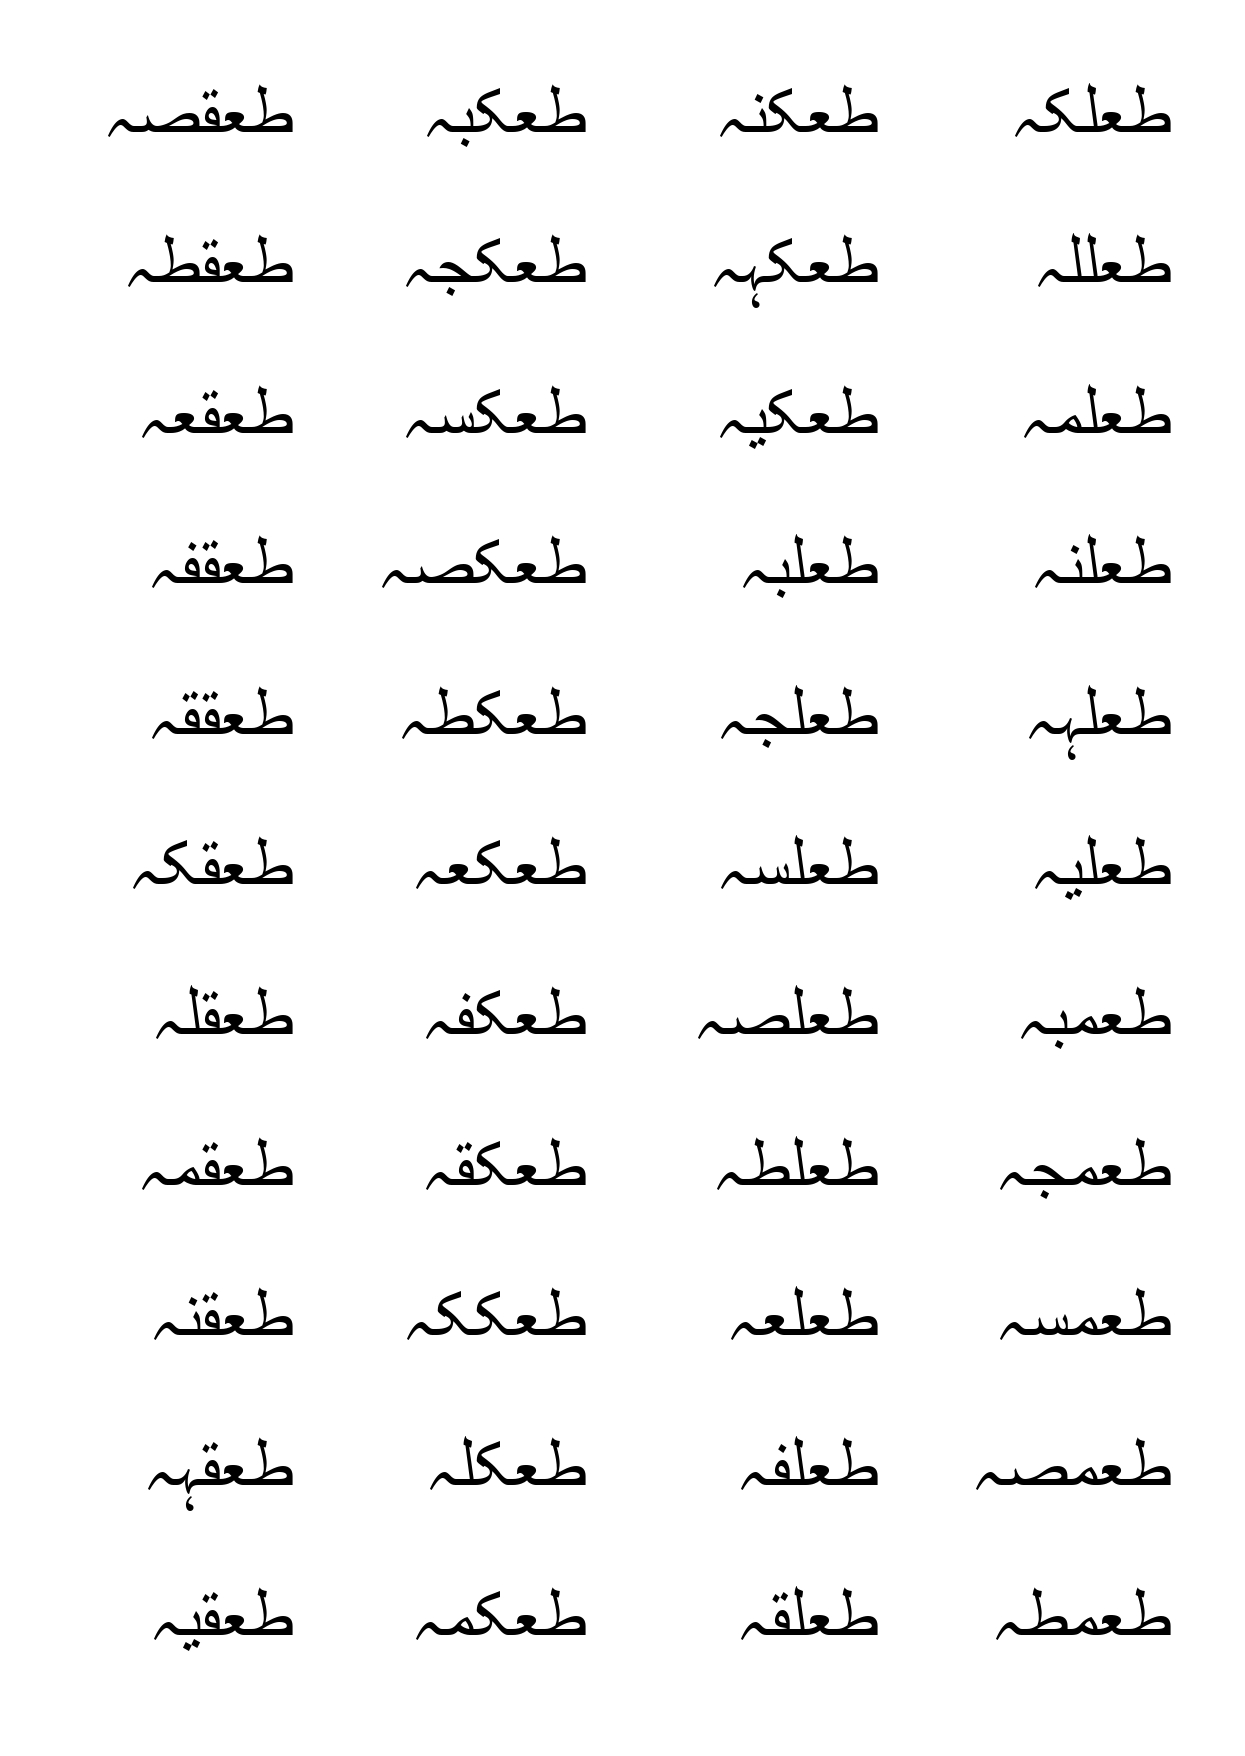 طعلکہ طعکنہ طعکبہ طعقصہ
طعللہ طعکہہ طعکجہ طعقطہ
طعلمہ طعکیہ طعکسہ طعقعہ
طعلنہ طعلبہ طعکصہ طعقفہ
طعلہہ طعلجہ طعکطہ طعققہ
طعلیہ طعلسہ طعکعہ طعقکہ
طعمبہ طعلصہ طعکفہ طعقلہ
طعمجہ طعلطہ طعکقہ طعقمہ
طعمسہ طعلعہ طعککہ طعقنہ
طعمصہ طعلفہ طعکلہ طعقہہ
طعمطہ طعلقہ طعکمہ طعقیہ